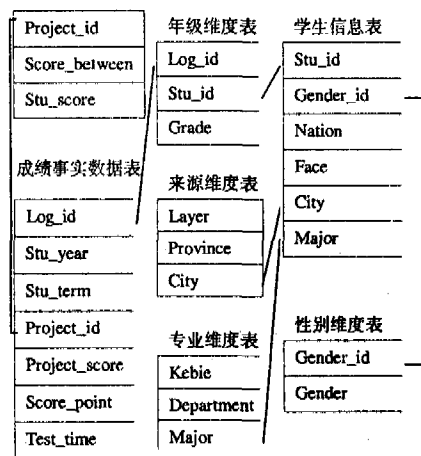 Project_id
Score_between
Stu_score
成绩事实数据表
Log_id
Stu_year
Stu_term
Project_id
Project_score
Score_point
Test_time
年级维度表
Log_id
Stu_id
Grade
来源维度表
Layer
Province
City
专业维度表
Kebie
Department
Major
学生信息表
Stu_id
Gender_id
Nation
Face
City
Major
性别维度表
Gender_id
Gender